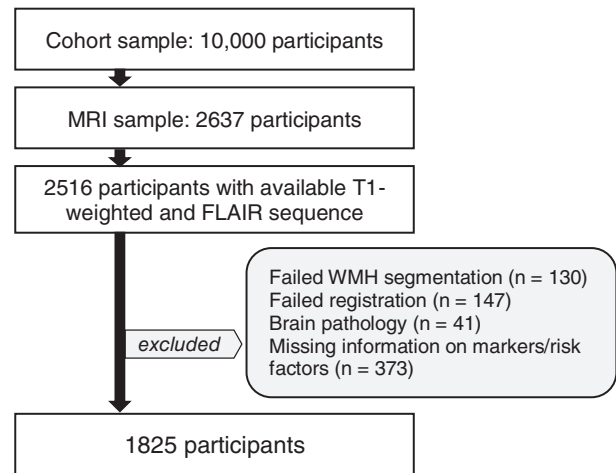 Cohort sample: 10,000 participants
MRI sample: 2637 participants
2516 participants with available T1-
weighted and FLAIR sequence
Failed WMH segmentation (n = 130)
Failed registration (n = 147)
Brain pathology (n = 41)
Missing information on markers/risk
factors (n = 373)
excluded
1825 participants